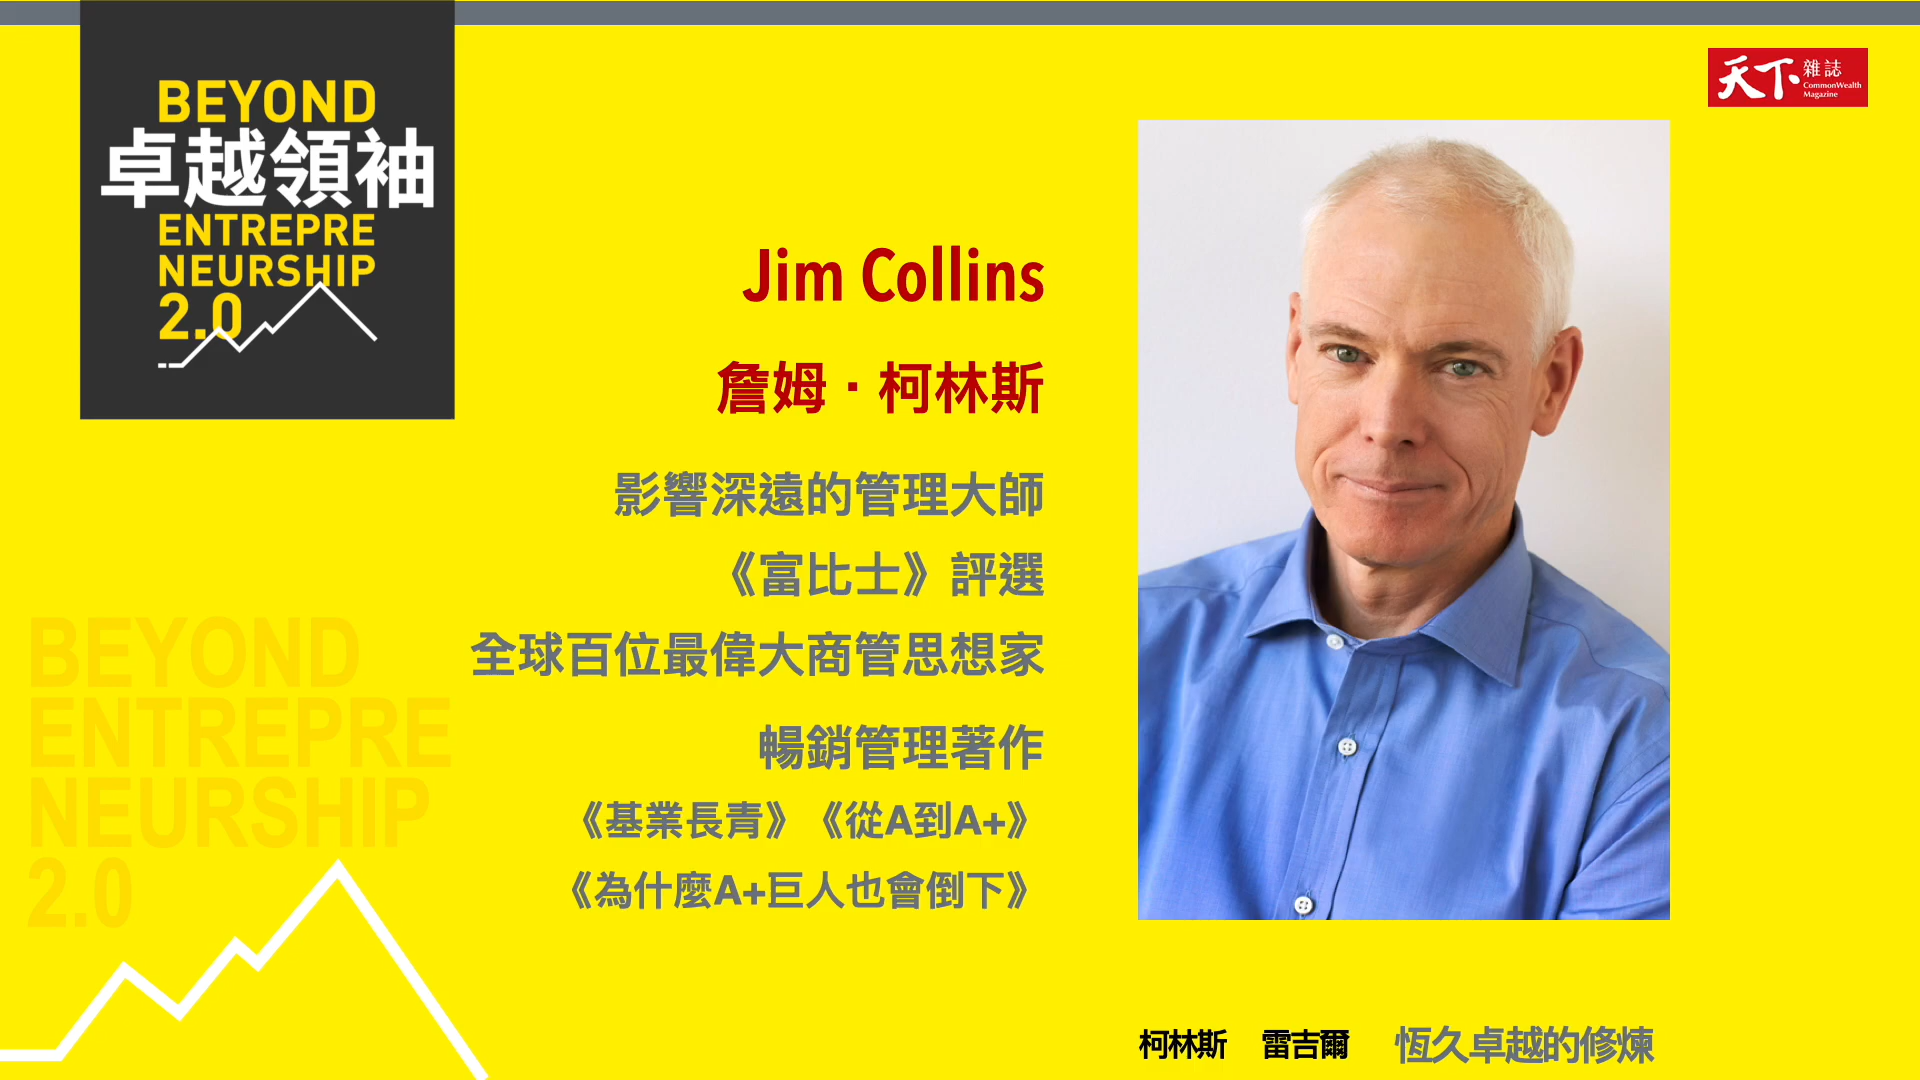 BEYOND
卓越領袖
ENTREPRE
NEURSHIP
2.0
天下 雜誌
CommonWealth
Magazine
Jim Collins
詹姆·柯林斯
影響深遠的管理大師
《富比士》評選
全球百位最偉大商管思想家
暢銷管理著作
《基業長青》《從A到A+》
《為什麼A+巨人也會倒下》
BEYOND
ENTREPRE
NEURSHIP
2.0
柯林斯 雷吉爾 恆久卓越的修煉